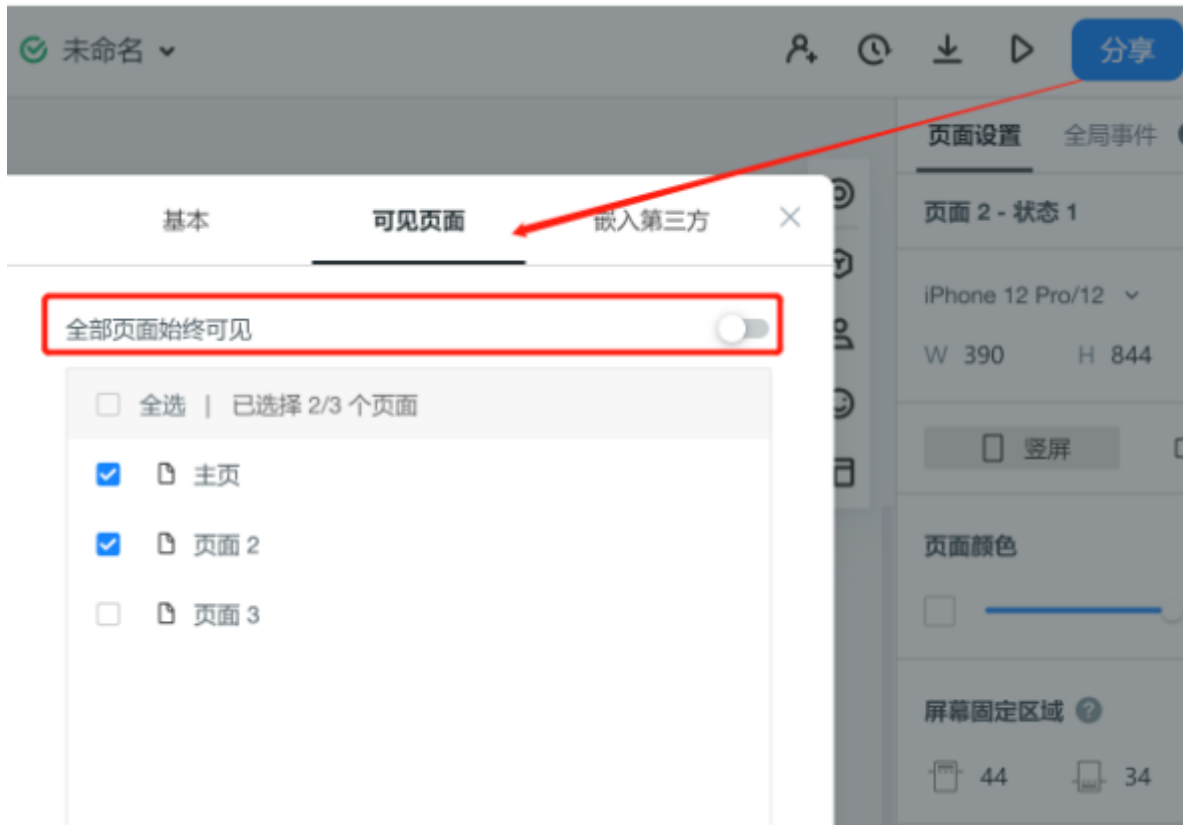 未命名
分享
页面设置 全局事件
基本 可见页面 嵌入第三方
页面 2 - 状态 1
全部页面始终可见
iPhone 12 Pro/12
W 390 H 844
全选 | 已选择 2/3 个页面
竖屏
主页
页面 2
页面颜色
页面 3
屏幕固定区域 ?
44 34